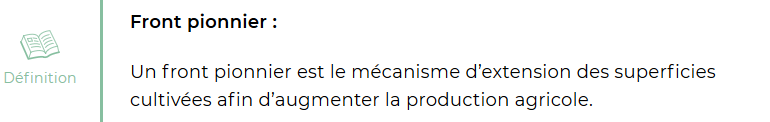 Front pionnier :
Définition
Un front pionnier est le mécanisme d'extension des superficies
cultivées afin d'augmenter la production agricole.